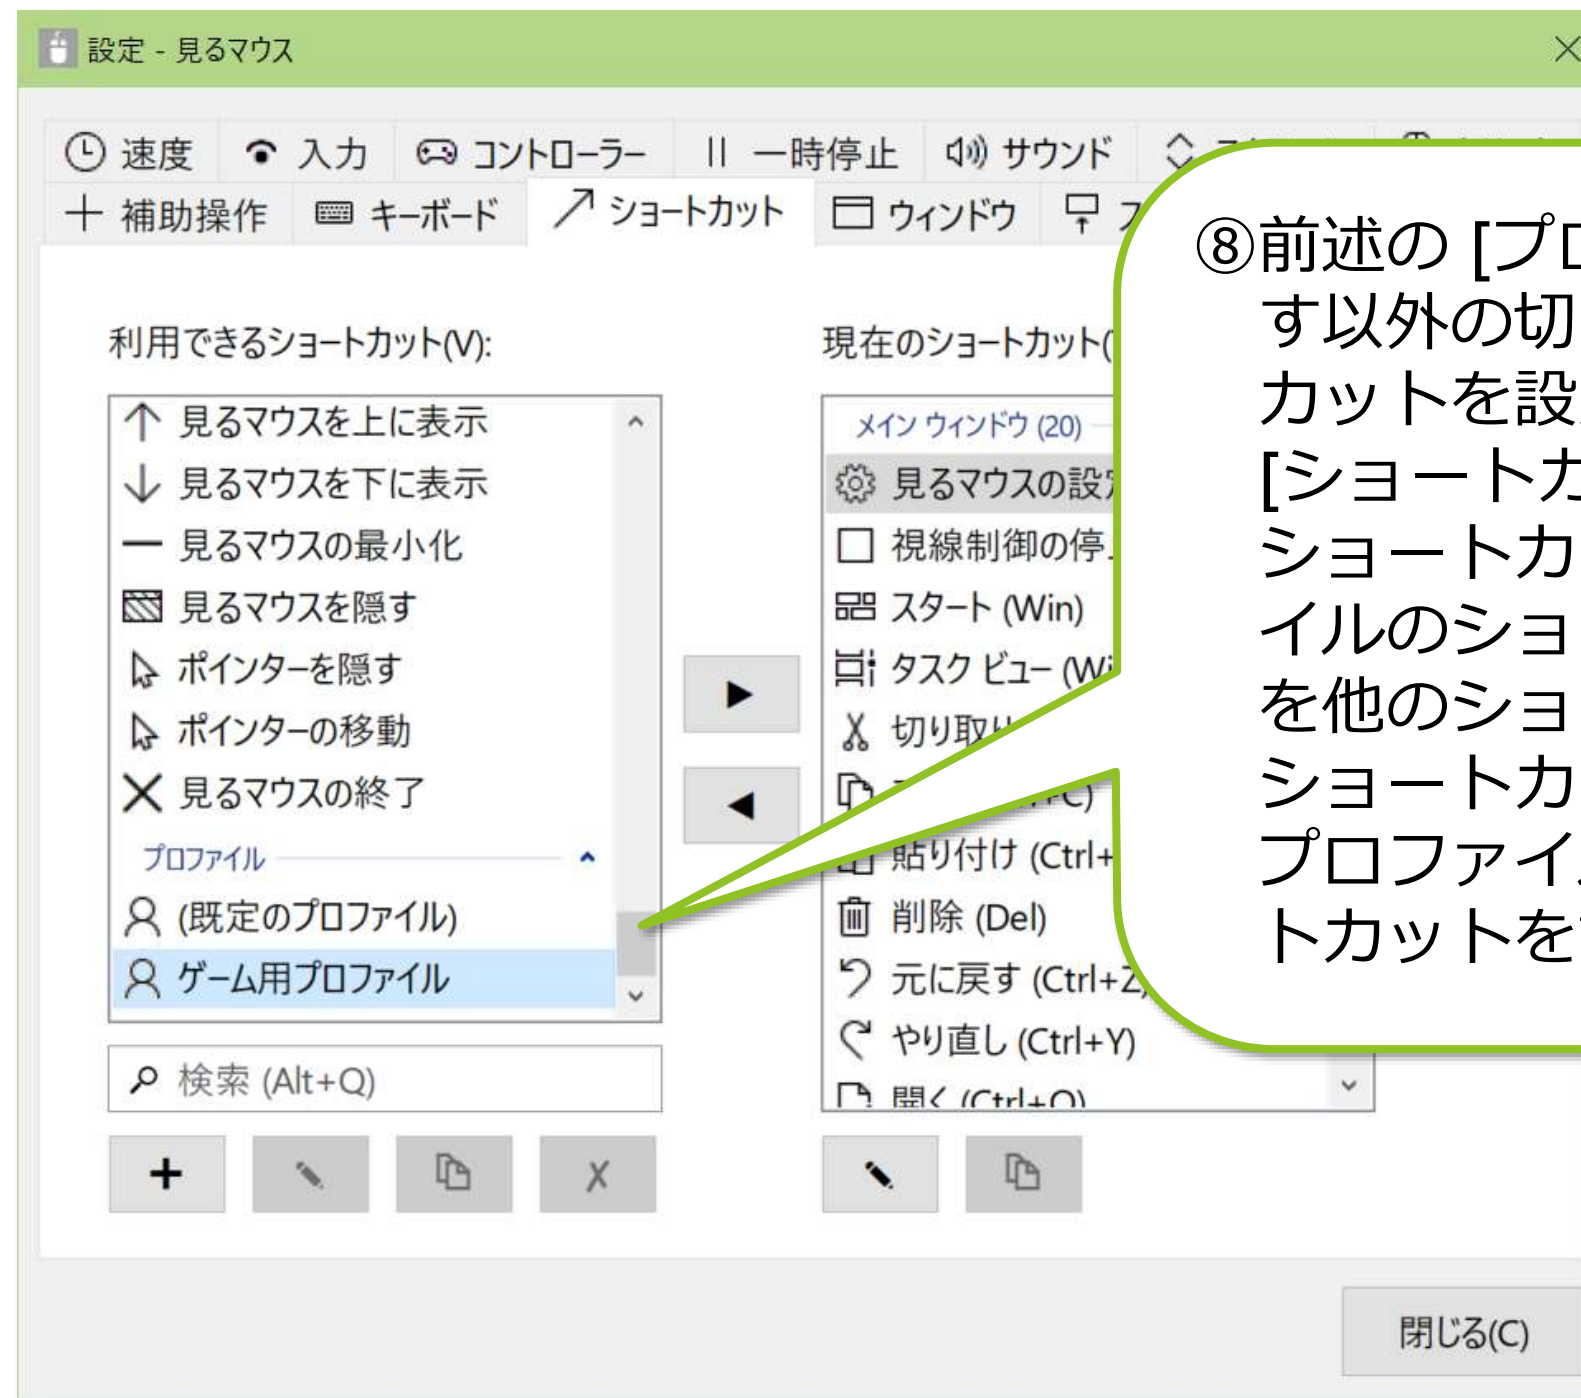 設定 - 見るマウス
速度 入力 コントローラー 一時停止 サウンド
補助操作 キーボード ショートカット ウィンドウ
利用できるショートカット(V):
見るマウスを上に表示
見るマウスを下に表示
見るマウスの最小化
見るマウスを隠す
ポインターを隠す
ポインターの移動
見るマウスの終了
プロファイル
(既定のプロファイル)
ゲーム用プロファイル
検索 (Alt+Q)
現在のショートカット(
メイン ウィンドウ (20)
見るマウスの設定
視線制御の停
スタート (Win)
タスク ビュー (Wi
切り取り
貼り付け (Ctrl+
削除 (Del)
元に戻す (Ctrl+Z)
やり直し (Ctrl+Y)
開く (Ctrl+O)
⑧前述の [プロ
す以外の切
カットを設
[ショートカ
ショートカ
イルのショ
を他のショ
ショートカ
プロファイ
トカットを
閉じる(C)